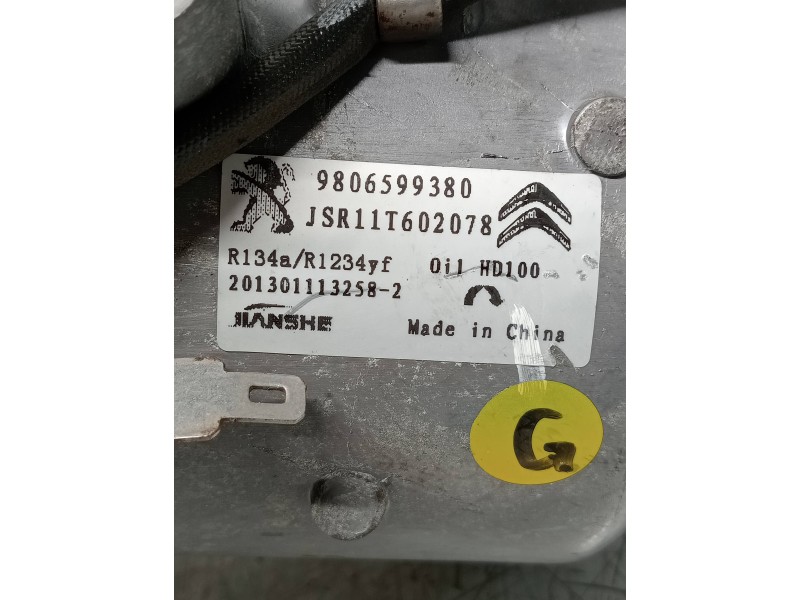 9806599380
JSR11T602078
R134a/R1234yf Oil HD100
201301113258-2
JIANSHE Made in China
G